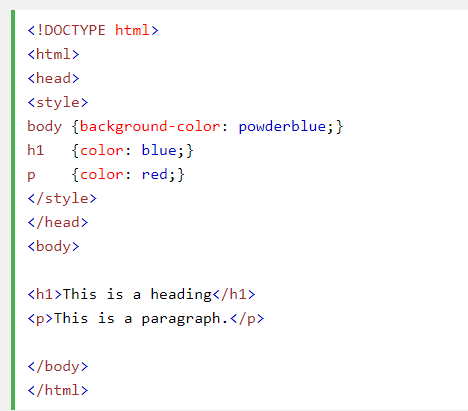 <!DOCTYPE html>
<html>
<head>
<style>
body {background-color: powderblue;}
h1   {color: blue;}
p    {color: red;}
</style>
</head>
<body>

<h1>This is a heading</h1>
<p>This is a paragraph.</p>

</body>
</html>